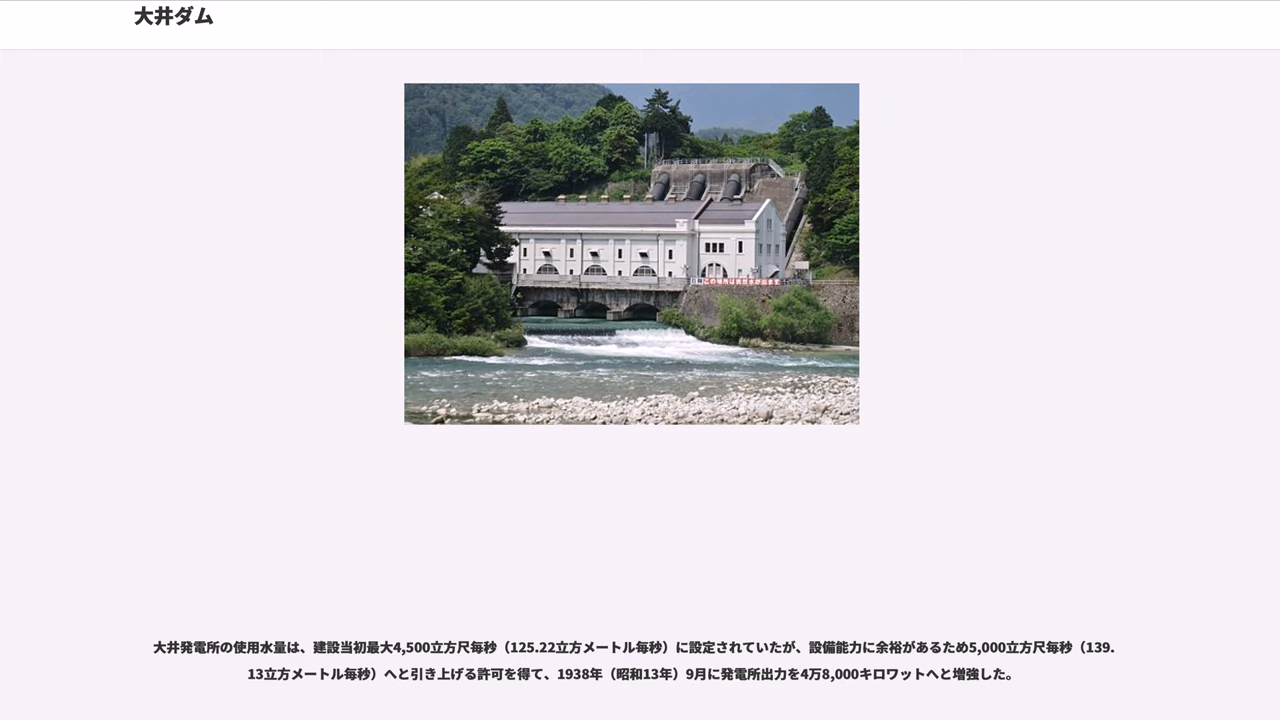 大井ダム
大井発電所の使用水量は、建設当初最大4,500立方尺毎秒（125.22立方メートル毎秒）に設定されていたが、設備能力に余裕があるため5,000立方尺毎秒（139.
13立方メートル毎秒）へと引き上げる許可を得て、1938年（昭和13年）9月に発電所出力を4万8,000キロワットへと増強した。